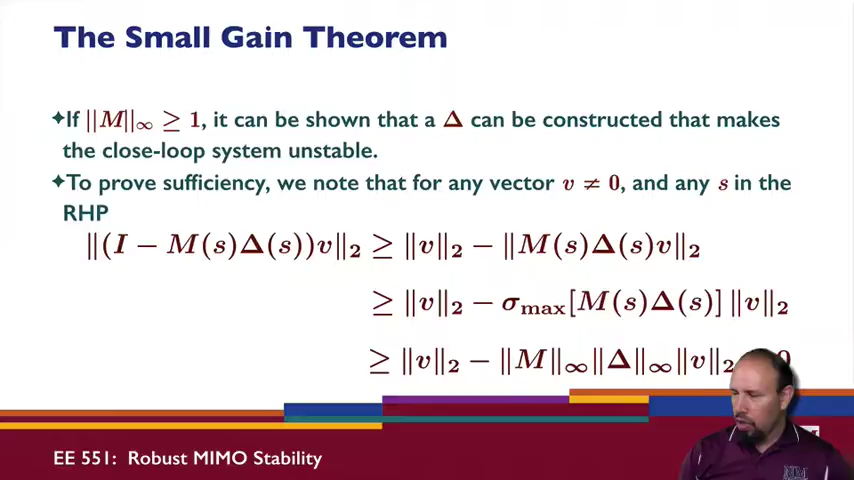 The Small Gain Theorem
✦If ||M||∞ ≥ 1, it can be shown that a Δ can be constructed that makes
the close-loop system unstable.
✦To prove sufficiency, we note that for any vector v ≠ 0, and any s in the
RHP
‖(I − M(s)Δ(s))v‖₂ ≥ ‖v‖₂ − ‖M(s)Δ(s)v‖₂
≥ ‖v‖₂ − σmax[M(s)Δ(s)] ‖v‖₂
≥ ‖v‖₂ − ‖M‖∞‖Δ‖∞‖v‖₂
EE 551: Robust MIMO Stability